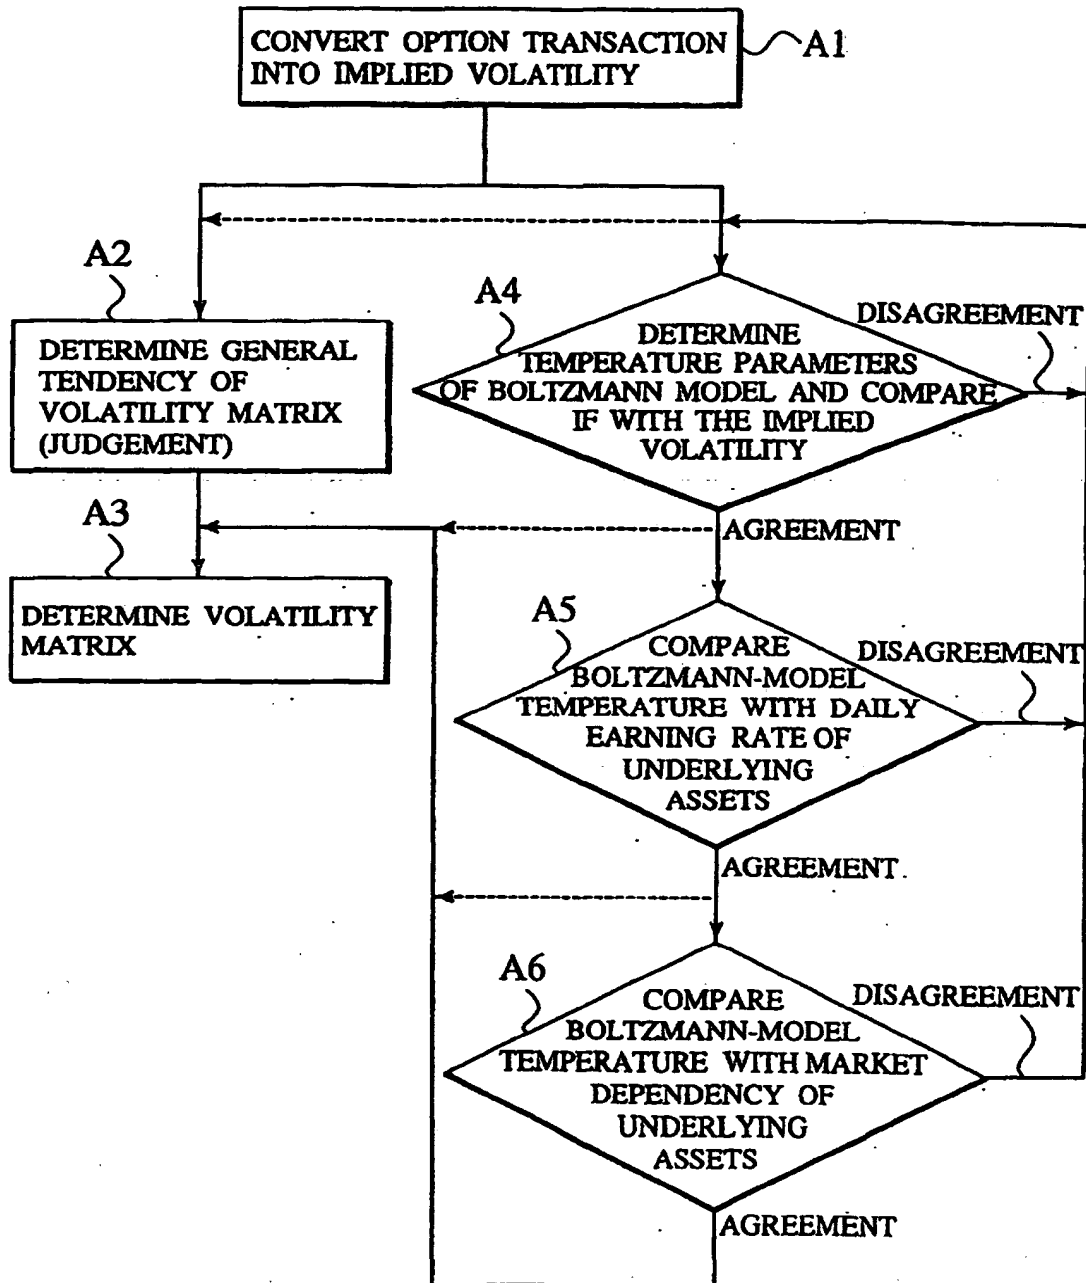 CONVERT OPTION TRANSACTION
INTO IMPLIED VOLATILITY
A1
A2
DETERMINE GENERAL
TENDENCY OF
VOLATILITY MATRIX
(JUDGEMENT)
A4
DETERMINE
TEMPERATURE PARAMETERS
OF BOLTZMANN MODEL AND COMPARE
IF WITH THE IMPLIED
VOLATILITY
DISAGREEMENT
AGREEMENT
A3
DETERMINE VOLATILITY
MATRIX
A5
COMPARE
BOLTZMANN-MODEL
TEMPERATURE WITH DAILY
EARNING RATE OF
UNDERLYING
ASSETS
DISAGREEMENT
AGREEMENT
A6
COMPARE
BOLTZMANN-MODEL
TEMPERATURE WITH MARKET
DEPENDENCY OF
UNDERLYING
ASSETS
DISAGREEMENT
AGREEMENT